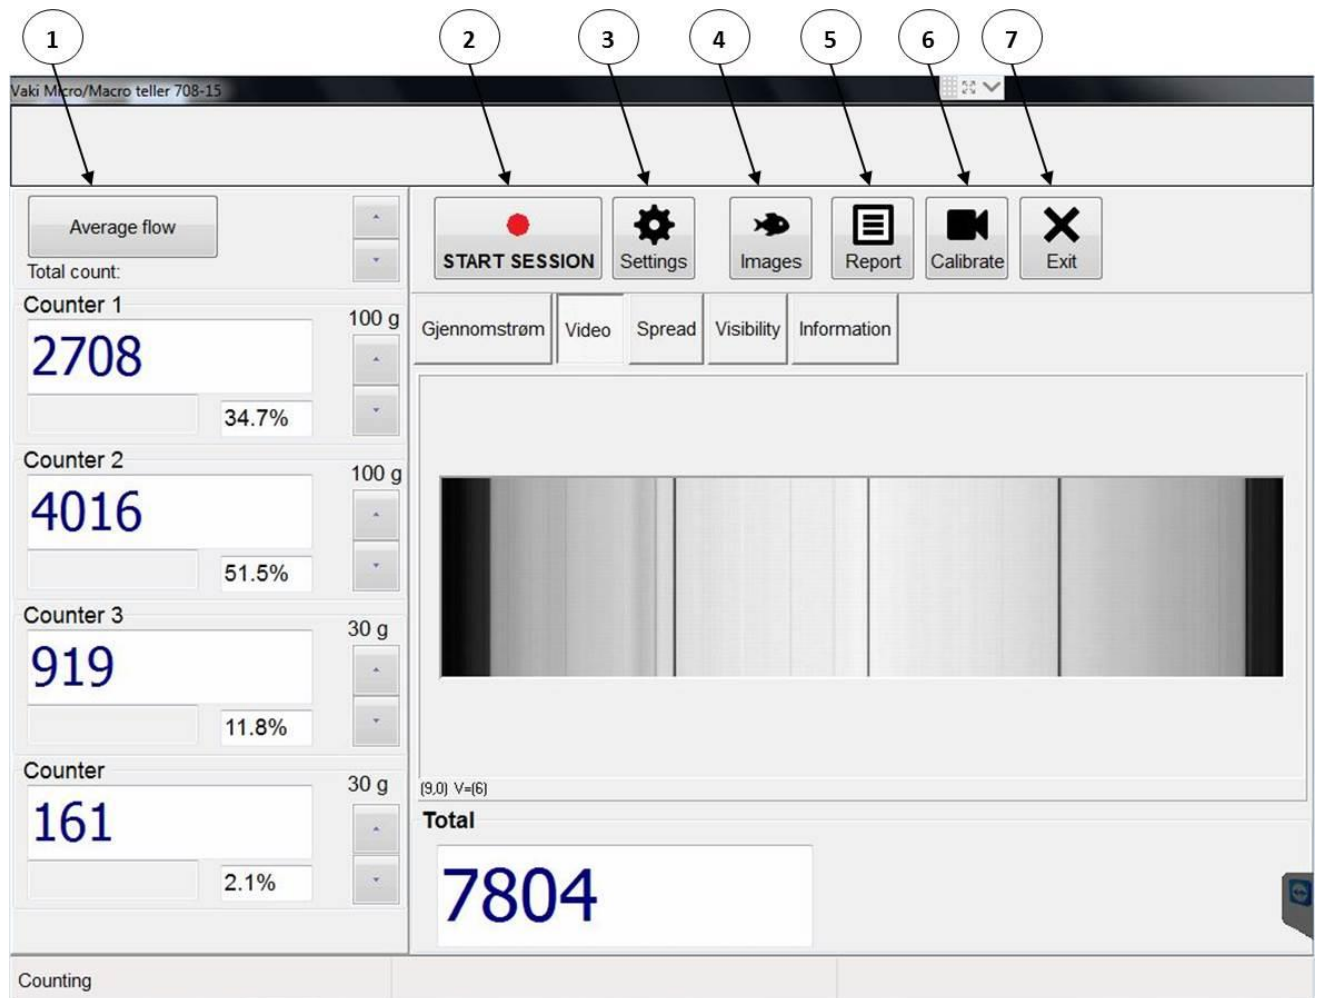 1 2 3 4 5 6 7
Vaki Micro/Macro teller 708-15
Average flow
Total count:
START SESSION Settings Images Report Calibrate Exit
Gjennomstrøm Video Spread Visibility Information
Counter 1
100 g
2708
34.7%
Counter 2
100 g
4016
51.5%
Counter 3
30 g
919
11.8%
Counter
30 g
161
2.1%
(9,0) V=(6)
Total
7804
Counting